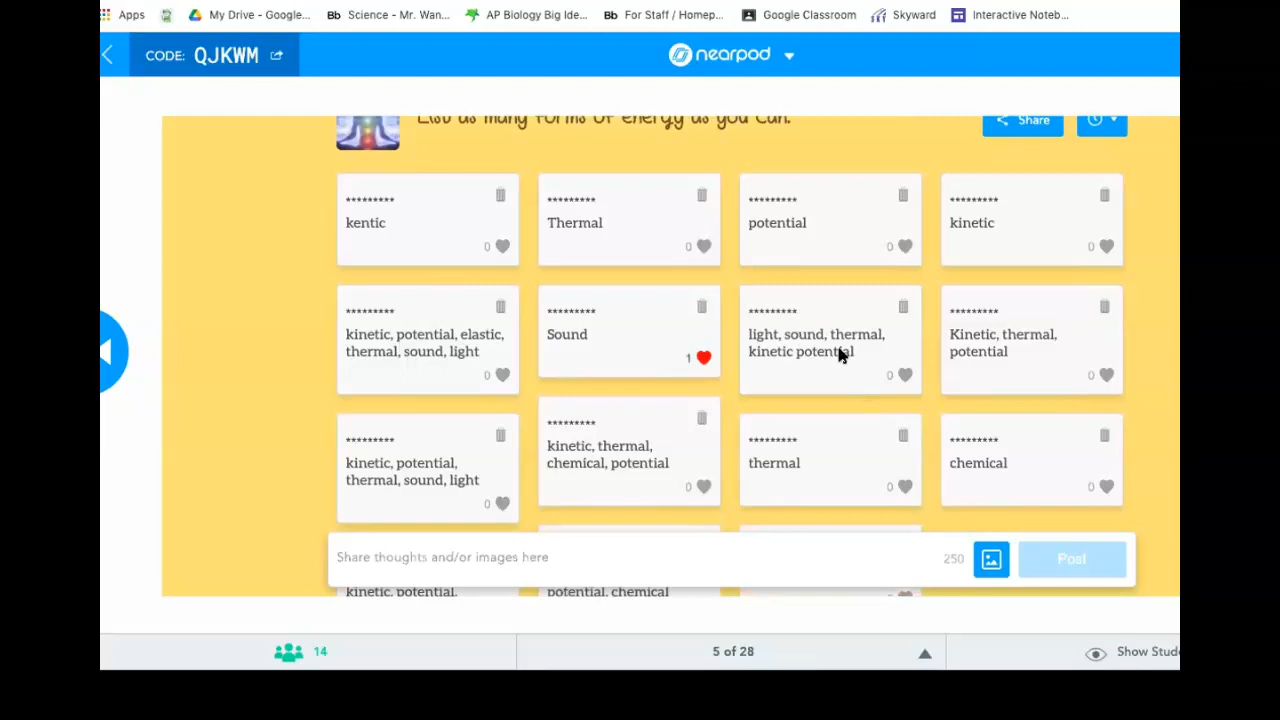 Apps
My Drive - Google...
Bb Science - Mr. Wan...
AP Biology Big Ide...
Bb For Staff / Homep...
Google Classroom
Skyward
Interactive Noteb...
CODE: QJKWM
nearpod
List as many forms of energy as you can.
Share
*********
kentic
0
*********
Thermal
0
*********
potential
0
*********
kinetic
0
*********
kinetic, potential, elastic,
thermal, sound, light
0
*********
Sound
1
*********
light, sound, thermal,
kinetic potential
0
*********
Kinetic, thermal,
potential
0
*********
kinetic, potential,
thermal, sound, light
0
*********
kinetic, thermal,
chemical, potential
0
*********
thermal
0
*********
chemical
0
Share thoughts and/or images here
250
Post
kinetic, potential,
potential, chemical
14
5 of 28
Show Stude